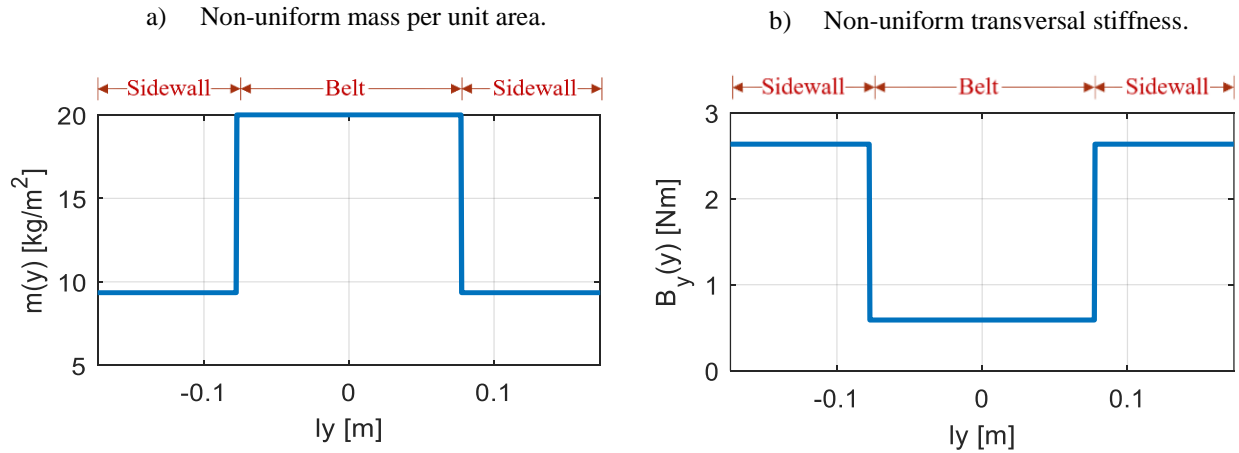 a) Non-uniform mass per unit area.
Sidewall Belt Sidewall
20
15
10
5
m(y) [kg/m²]
-0.1 0 0.1
ly [m]
b) Non-uniform transversal stiffness.
Sidewall Belt Sidewall
3
2
1
0
B_y(y) [Nm]
-0.1 0 0.1
ly [m]